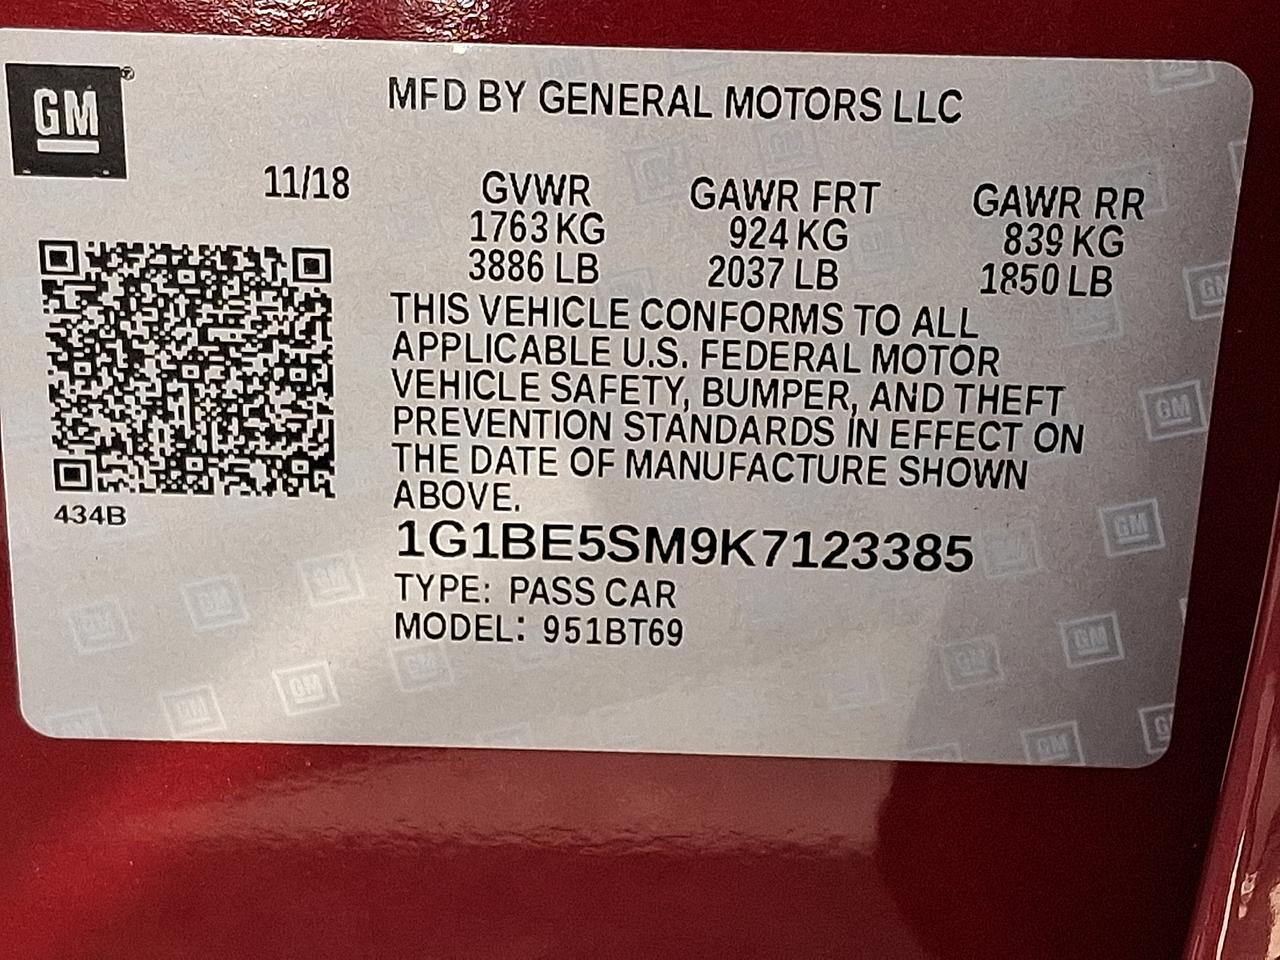 GM
MFD BY GENERAL MOTORS LLC
11/18
GVWR GAWR FRT GAWR RR
1763 KG 924 KG 839 KG
3886 LB 2037 LB 1850 LB
THIS VEHICLE CONFORMS TO ALL
APPLICABLE U.S. FEDERAL MOTOR
VEHICLE SAFETY, BUMPER, AND THEFT
PREVENTION STANDARDS IN EFFECT ON
THE DATE OF MANUFACTURE SHOWN
ABOVE.
434B
1G1BE5SM9K7123385
TYPE: PASS CAR
MODEL: 951BT69